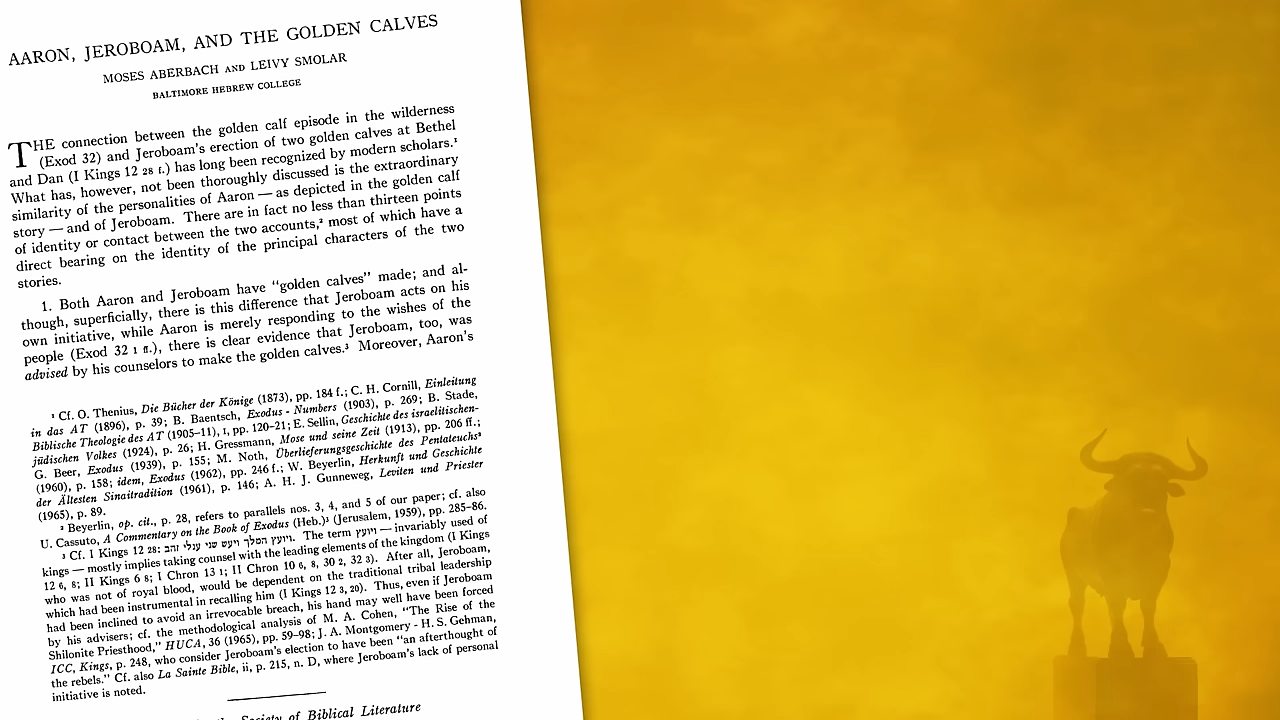 AARON, JEROBOAM, AND THE GOLDEN CALVES
MOSES ABERBACH AND LEIVY SMOLAR
BALTIMORE HEBREW COLLEGE
THE connection between the golden calf episode in the wilderness
(Exod 32) and Jeroboam's erection of two golden calves at Bethel
and Dan (I Kings 12 28 f.) has long been recognized by modern scholars.¹
What has, however, not been thoroughly discussed is the extraordinary
similarity of the personalities of Aaron — as depicted in the golden calf
story — and of Jeroboam. There are in fact no less than thirteen points
of identity or contact between the two accounts,² most of which have a
direct bearing on the identity of the principal characters of the two
stories.
1. Both Aaron and Jeroboam have "golden calves" made; and al-
though, superficially, there is this difference that Jeroboam acts on his
own initiative, while Aaron is merely responding to the wishes of the
people (Exod 32 1 ff.), there is clear evidence that Jeroboam, too, was
advised by his counselors to make the golden calves.³ Moreover, Aaron's
¹ Cf. O. Thenius, Die Bücher der Könige (1873), pp. 184 f.; C. H. Cornill, Einleitung
in das AT (1896), p. 39; B. Baentsch, Exodus - Numbers (1903), p. 269; B. Stade,
Biblische Theologie des AT (1905–11), I, pp. 120–21; E. Sellin, Geschichte des israelitischen-
jüdischen Volkes (1924), p. 26; H. Gressmann, Mose und seine Zeit (1913), pp. 206 ff.;
G. Beer, Exodus (1939), p. 155; M. Noth, Überlieferungsgeschichte des Pentateuchs²
(1960), p. 158; idem, Exodus (1962), pp. 246 f.; W. Beyerlin, Herkunft und Geschichte
der Ältesten Sinaitradition (1961), p. 146; A. H. J. Gunneweg, Leviten und Priester
(1965), p. 89.
² Beyerlin, op. cit., p. 28, refers to parallels nos. 3, 4, and 5 of our paper; cf. also
U. Cassuto, A Commentary on the Book of Exodus (Heb.)³ (Jerusalem, 1959), pp. 285–86.
³ Cf. I Kings 12 28: ויועץ המלך ויעש שני עגלי זהב. The term ויועץ — invariably used of
kings — mostly implies taking counsel with the leading elements of the kingdom (I Kings
12 6, 8; II Kings 6 8; I Chron 13 1; II Chron 10 6, 8, 30 2, 32 3). After all, Jeroboam,
who was not of royal blood, would be dependent on the traditional tribal leadership
which had been instrumental in recalling him (I Kings 12 3, 20). Thus, even if Jeroboam
had been inclined to avoid an irrevocable breach, his hand may well have been forced
by his advisers; cf. the methodological analysis of M. A. Cohen, "The Rise of the
Shilonite Priesthood," HUCA, 36 (1965), pp. 59–98; J. A. Montgomery - H. S. Gehman,
ICC, Kings, p. 248, who consider Jeroboam's election to have been "an afterthought of
the rebels." Cf. also La Sainte Bible, ii, p. 215, n. D, where Jeroboam's lack of personal
initiative is noted.
the Society of Biblical Literature